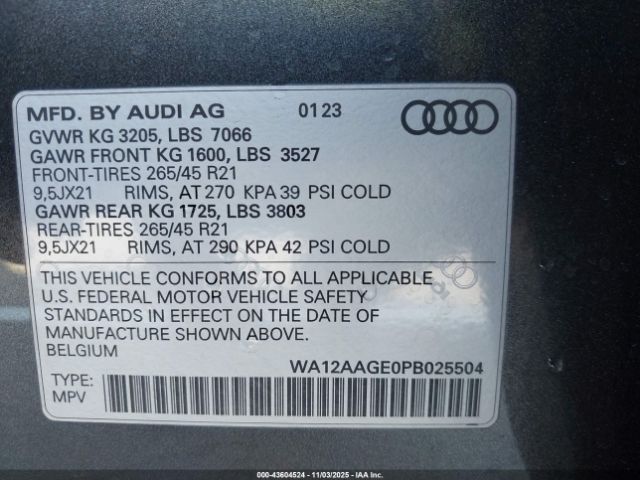 MFD. BY AUDI AG 0123
GVWR KG 3205, LBS 7066
GAWR FRONT KG 1600, LBS 3527
FRONT-TIRES 265/45 R21
9,5JX21 RIMS, AT 270 KPA 39 PSI COLD
GAWR REAR KG 1725, LBS 3803
REAR-TIRES 265/45 R21
9,5JX21 RIMS, AT 290 KPA 42 PSI COLD
THIS VEHICLE CONFORMS TO ALL APPLICABLE
U.S. FEDERAL MOTOR VEHICLE SAFETY
STANDARDS IN EFFECT ON THE DATE OF
MANUFACTURE SHOWN ABOVE.
BELGIUM WA12AAGE0PB025504
TYPE:
MPV
000-43604524 - 11/03/2025 - IAA Inc.